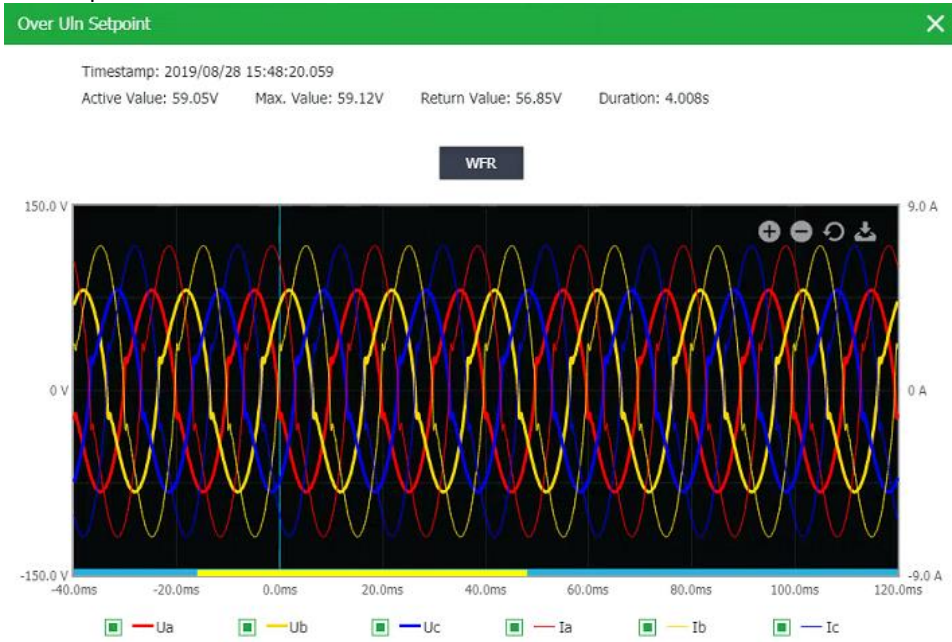 Over Uln Setpoint
Timestamp: 2019/08/28 15:48:20.059
Active Value: 59.05V Max. Value: 59.12V Return Value: 56.85V Duration: 4.008s
WFR
150.0 V 9.0 A
0 V 0 A
-150.0 V -9.0 A
-40.0ms -20.0ms 0.0ms 20.0ms 40.0ms 60.0ms 80.0ms 100.0ms 120.0ms
Ua Ub Uc Ia Ib Ic